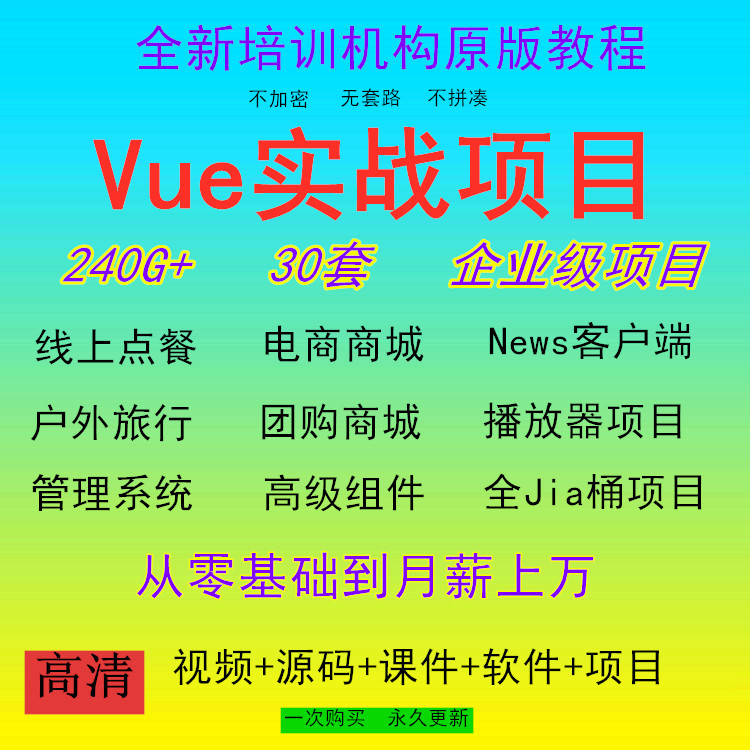 全新培训机构原版教程
不加密 无套路 不拼凑
Vue实战项目
240G+ 30套 企业级项目
线上点餐 电商商城 News客户端
户外旅行 团购商城 播放器项目
管理系统 高级组件 全Jia桶项目
从零基础到月薪上万
高清 视频+源码+课件+软件+项目
一次购买 永久更新